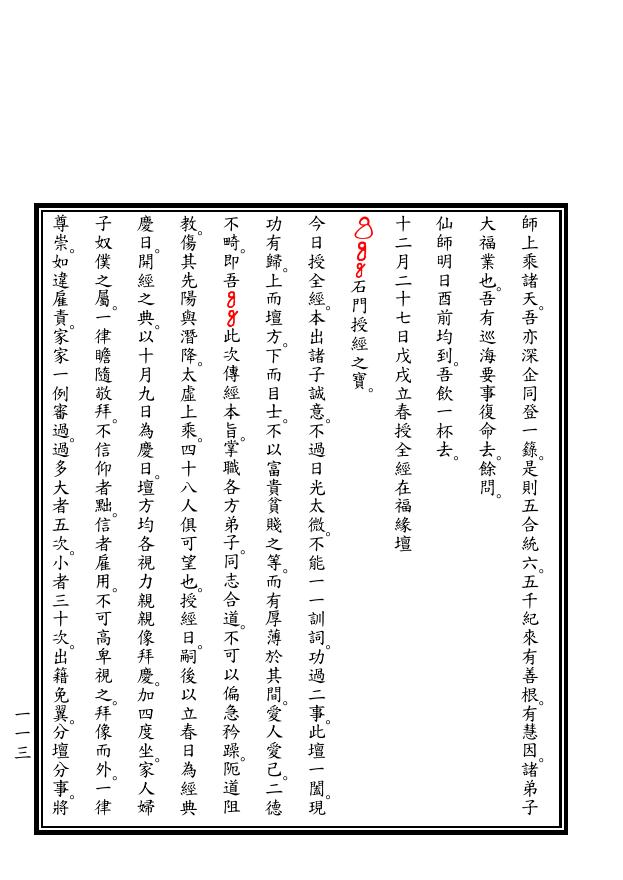 師上乘諸天。吾亦深企同登一籙。是則五合統六。五千紀來有善根。有慧因。諸弟子
大福業也。吾有巡海要事復命去。餘問。
仙師明日酉前均到。吾飲一杯去。
十二月二十七日戊戌立春授全經在福緣壇
石門授經之寶。
今日授全經。本出諸子誠意。不過日光太微。不能一一訓詞。功過二事。此壇一闔現
功有歸。上而壇方。下而目士。不以富貴貧賤之等。而有厚薄於其間。愛人愛己。二德
不畸。即吾此次傳經本旨。掌職各方弟子。同志合道。不可以偏急矜躁。阨道阻
教。傷其先陽與潛降。太虛上乘。四十八人俱可望也。授經日。嗣後以立春日為經典
慶日。開經之典。以十月九日為慶日。壇方均各視力親親像拜慶。加四度坐。家人婦
子奴僕之屬。一律瞻隨敬拜。不信仰者黜。信者雇用。不可高卑視之。拜像而外。一律
尊崇。如違雇責。家家一例審過。過多大者五次。小者三十次。出籍免翼。分壇分事。將
一一三